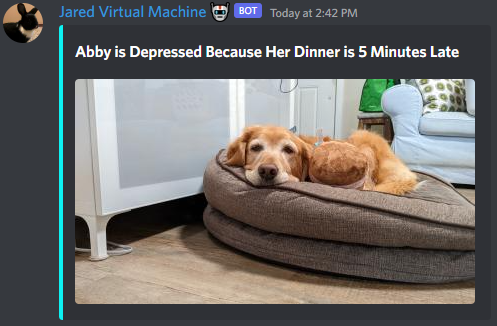 Jared Virtual Machine BOT Today at 2:42 PM
Abby is Depressed Because Her Dinner is 5 Minutes Late